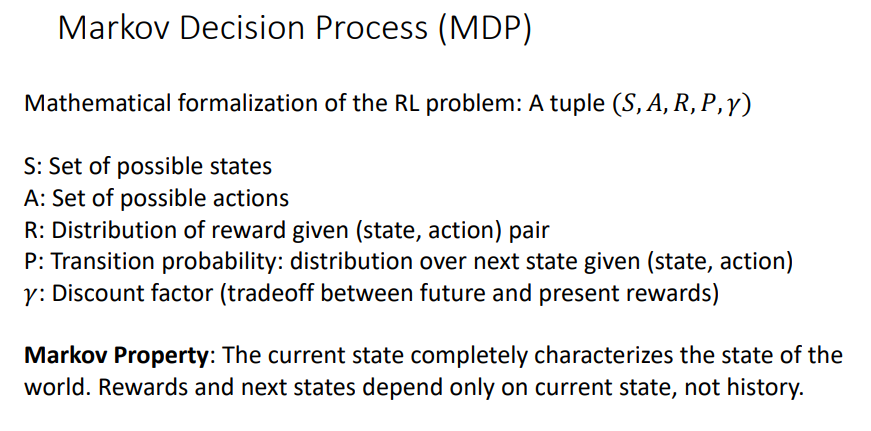 Markov Decision Process (MDP)
Mathematical formalization of the RL problem: A tuple (S, A, R, P, γ)
S: Set of possible states
A: Set of possible actions
R: Distribution of reward given (state, action) pair
P: Transition probability: distribution over next state given (state, action)
γ: Discount factor (tradeoff between future and present rewards)
Markov Property: The current state completely characterizes the state of the
world. Rewards and next states depend only on current state, not history.